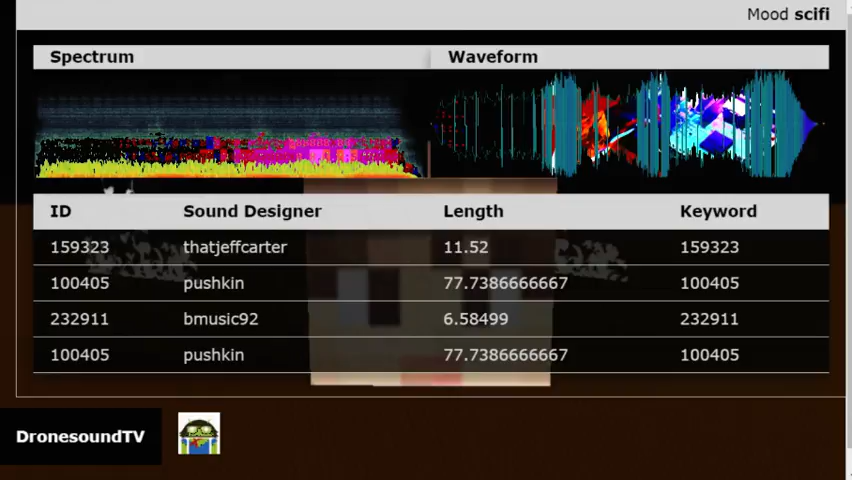 Mood scifi
Spectrum Waveform
ID Sound Designer Length Keyword
159323 thatjeffcarter 11.52 159323
100405 pushkin 77.7386666667 100405
232911 bmusic92 6.58499 232911
100405 pushkin 77.7386666667 100405
DronesoundTV